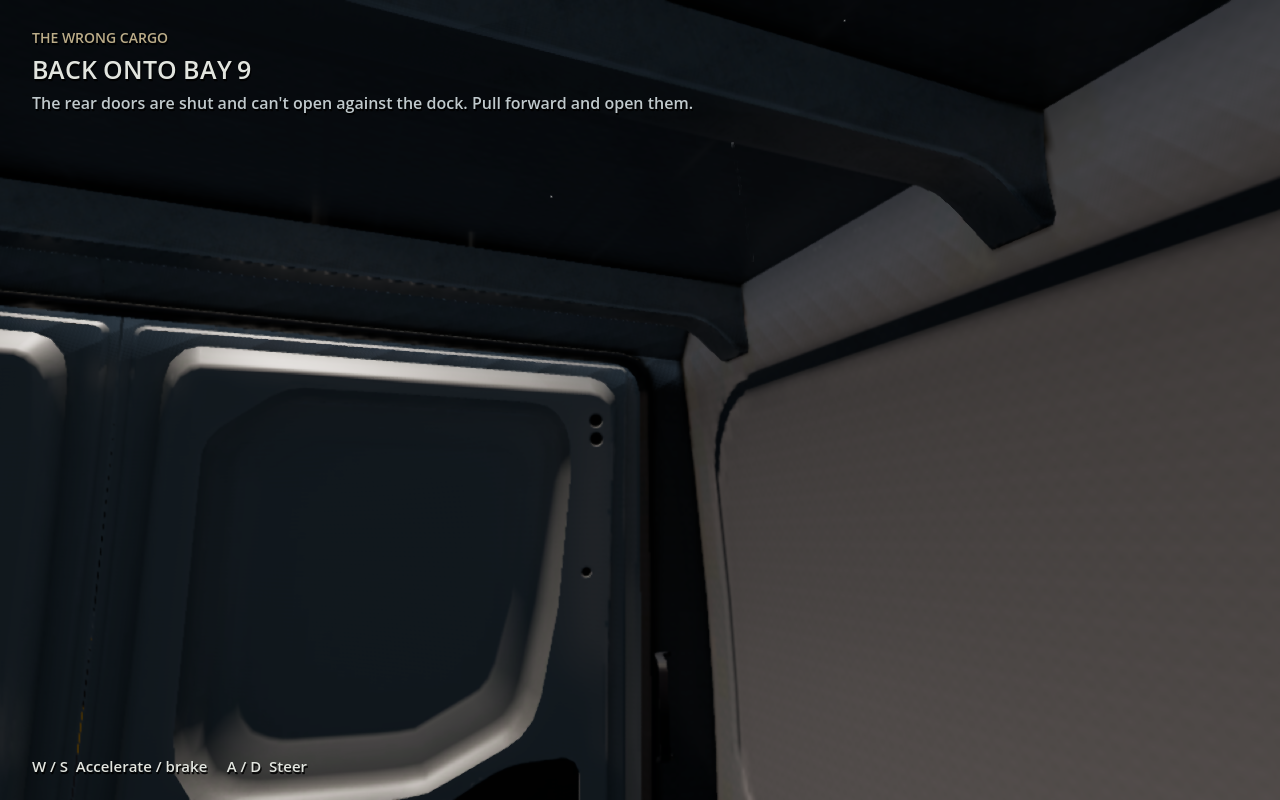 THE WRONG CARGO
BACK ONTO BAY 9
The rear doors are shut and can't open against the dock. Pull forward and open them.
W / S Accelerate / brake A / D Steer